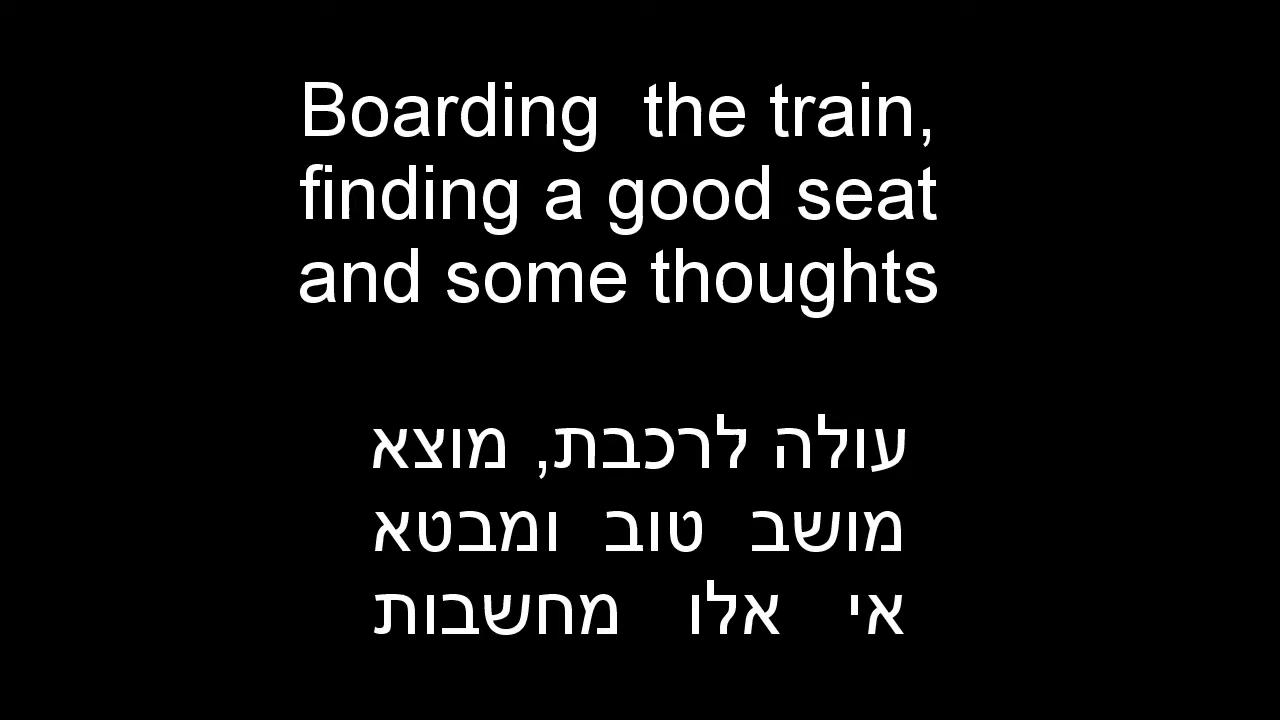 Boarding the train,
finding a good seat
and some thoughts
עולה לרכבת, מוצא
מושב טוב ומבטא
אי אלו מחשבות